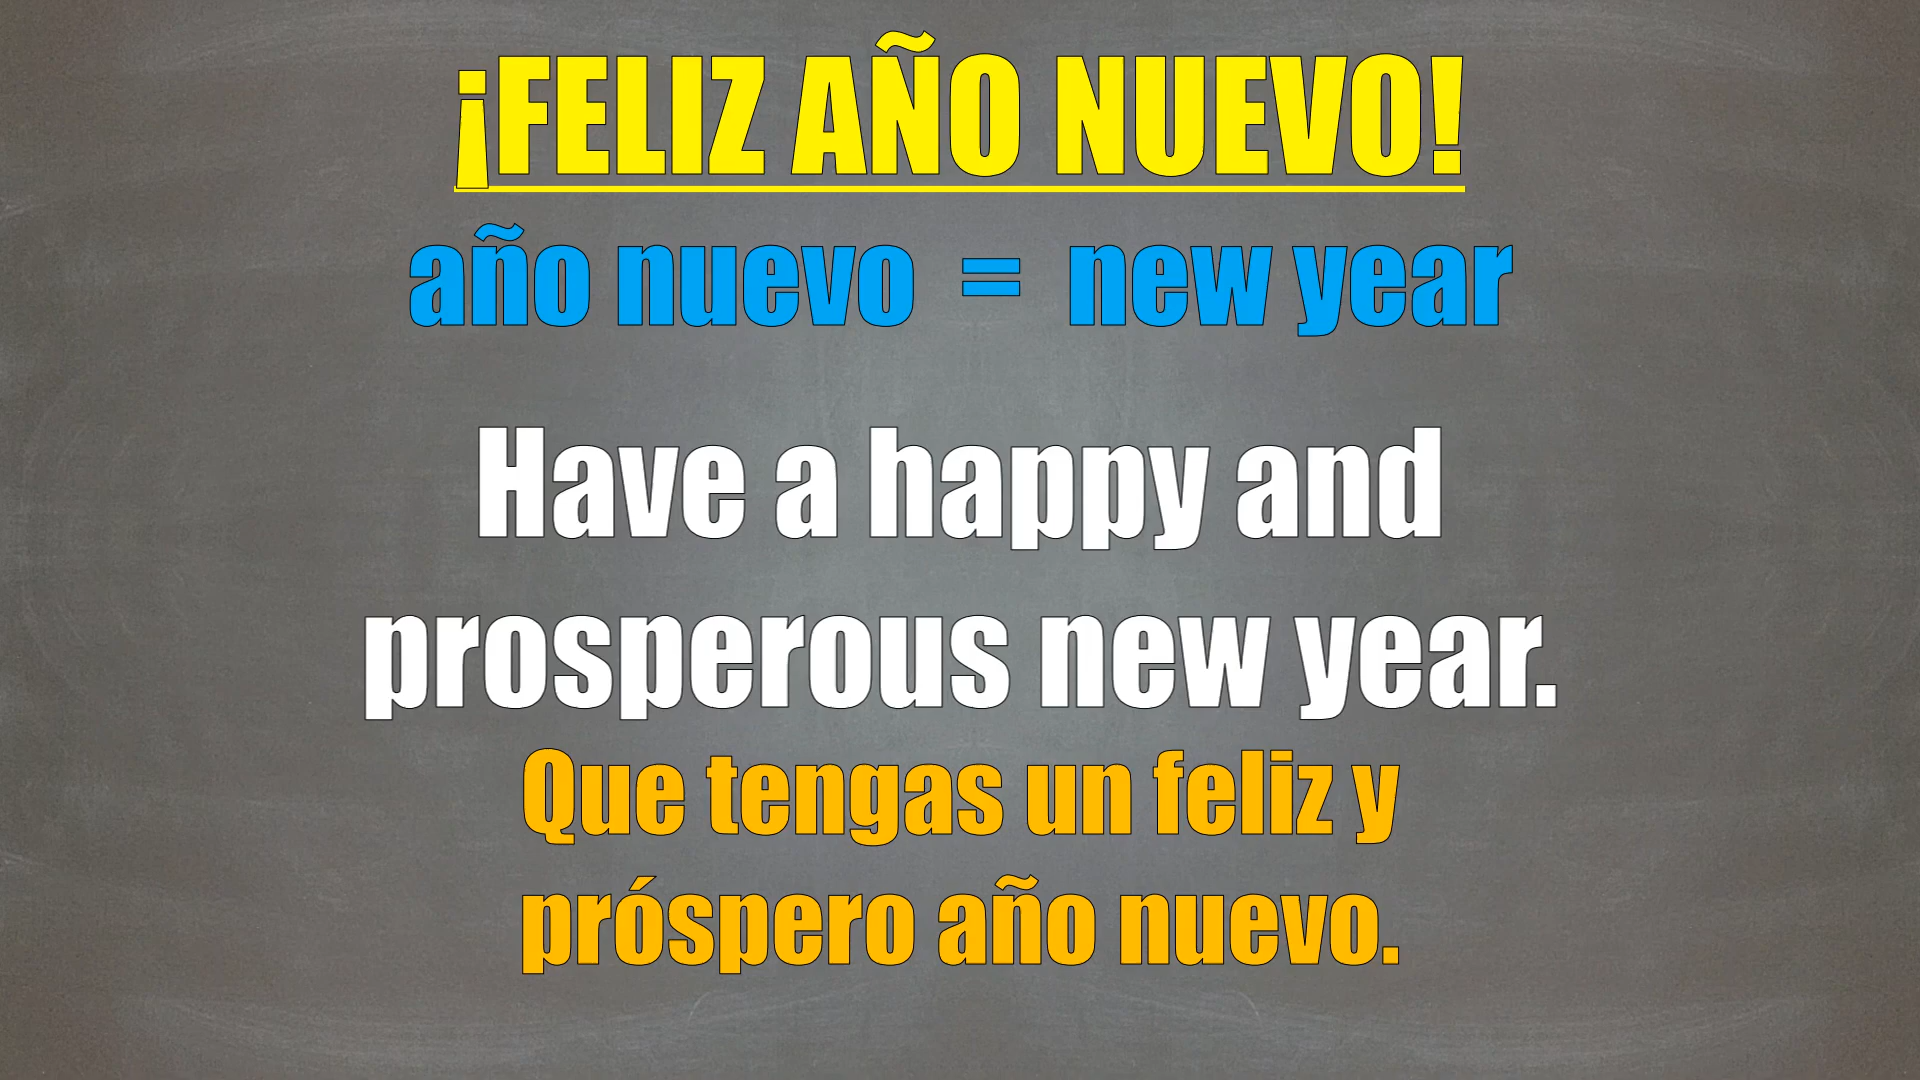 ¡FELIZ AÑO NUEVO!
año nuevo = new year
Have a happy and
prosperous new year.
Que tengas un feliz y
próspero año nuevo.